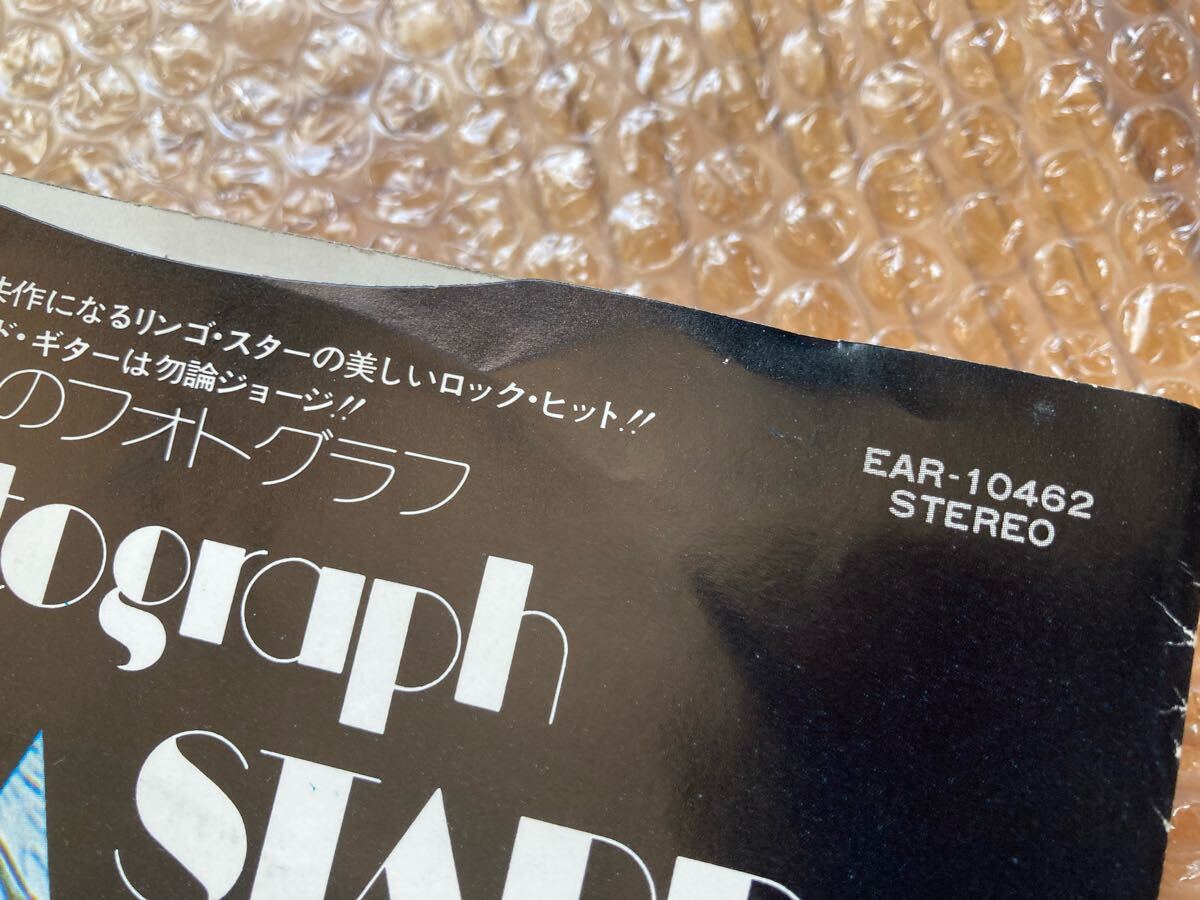 共作になるリンゴ・スターの美しいロック・ヒット!!
ド・ギターは勿論ジョージ!!
のフォトグラフ
EAR-10462
STEREO
tograph
STARR